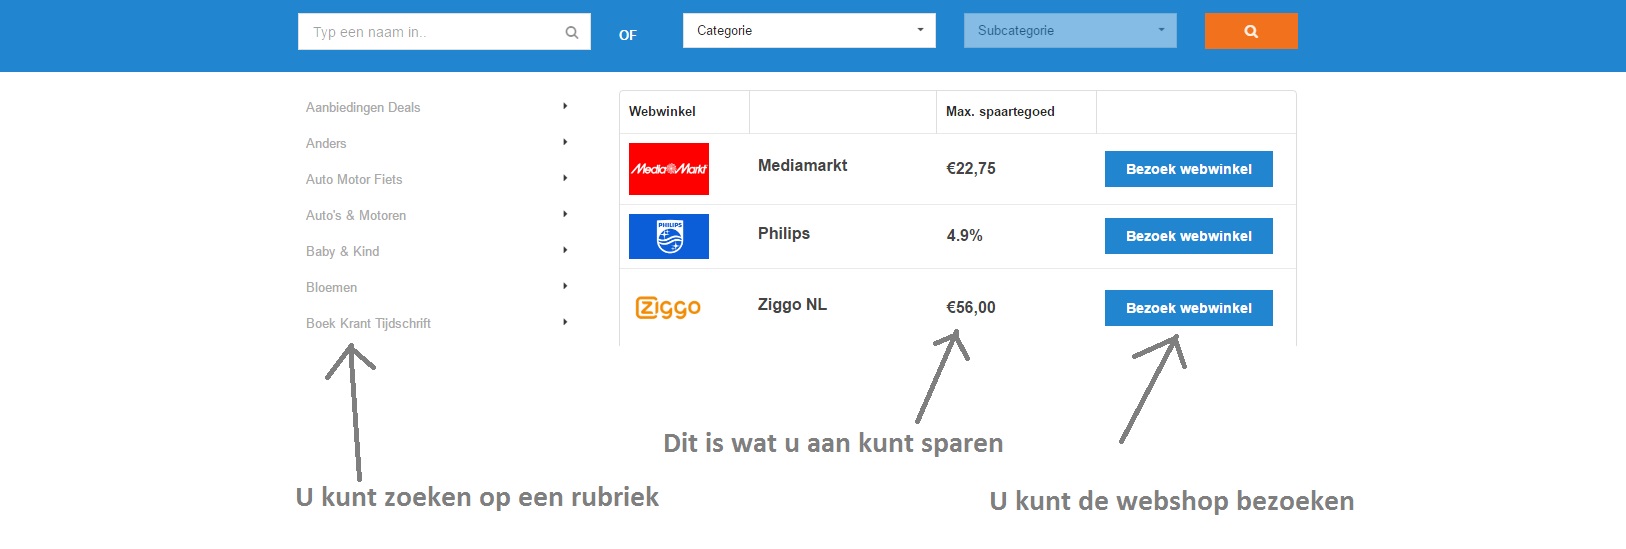 Typ een naam in..
OF
Categorie
Subcategorie
Aanbiedingen Deals
Anders
Auto Motor Fiets
Auto's & Motoren
Baby & Kind
Bloemen
Boek Krant Tijdschrift
Webwinkel Max. spaartegoed
Media Markt Mediamarkt €22,75 Bezoek webwinkel
PHILIPS Philips 4.9% Bezoek webwinkel
ziggo Ziggo NL €56,00 Bezoek webwinkel
Dit is wat u aan kunt sparen
U kunt zoeken op een rubriek
U kunt de webshop bezoeken